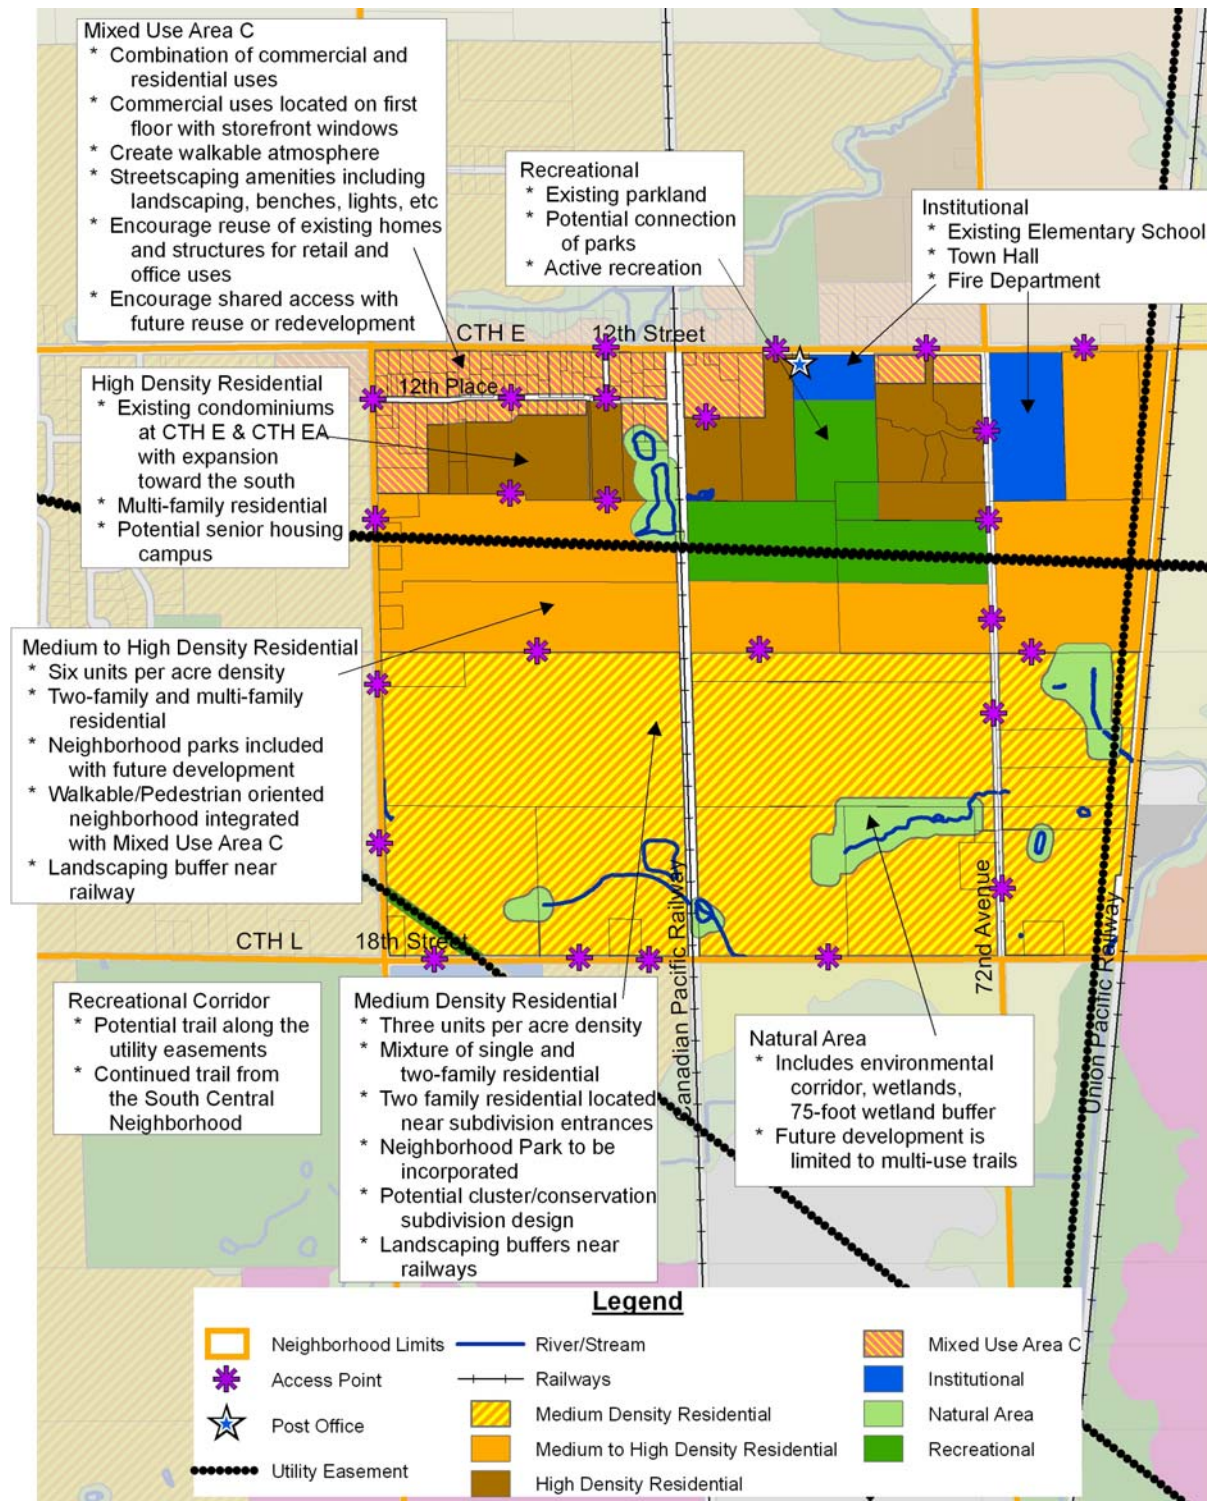 Mixed Use Area C
* Combination of commercial and
residential uses
* Commercial uses located on first
floor with storefront windows
* Create walkable atmosphere
* Streetscaping amenities including
landscaping, benches, lights, etc
* Encourage reuse of existing homes
and structures for retail and
office uses
* Encourage shared access with
future reuse or redevelopment
Recreational
* Existing parkland
* Potential connection
of parks
* Active recreation
Institutional
* Existing Elementary School
* Town Hall
* Fire Department
CTH E
12th Street
12th Place
High Density Residential
* Existing condominiums
at CTH E & CTH EA
with expansion
toward the south
* Multi-family residential
* Potential senior housing
campus
Medium to High Density Residential
* Six units per acre density
* Two-family and multi-family
residential
* Neighborhood parks included
with future development
* Walkable/Pedestrian oriented
neighborhood integrated
with Mixed Use Area C
* Landscaping buffer near
railway
CTH L
18th Street
Canadian Pacific Railway
72nd Avenue
Union Pacific Railway
Recreational Corridor
* Potential trail along the
utility easements
* Continued trail from
the South Central
Neighborhood
Medium Density Residential
* Three units per acre density
* Mixture of single and
two-family residential
* Two family residential located
near subdivision entrances
* Neighborhood Park to be
incorporated
* Potential cluster/conservation
subdivision design
* Landscaping buffers near
railways
Natural Area
* Includes environmental
corridor, wetlands,
75-foot wetland buffer
* Future development is
limited to multi-use trails
Legend
Neighborhood Limits
Access Point
Post Office
Utility Easement
River/Stream
Railways
Medium Density Residential
Medium to High Density Residential
High Density Residential
Mixed Use Area C
Institutional
Natural Area
Recreational